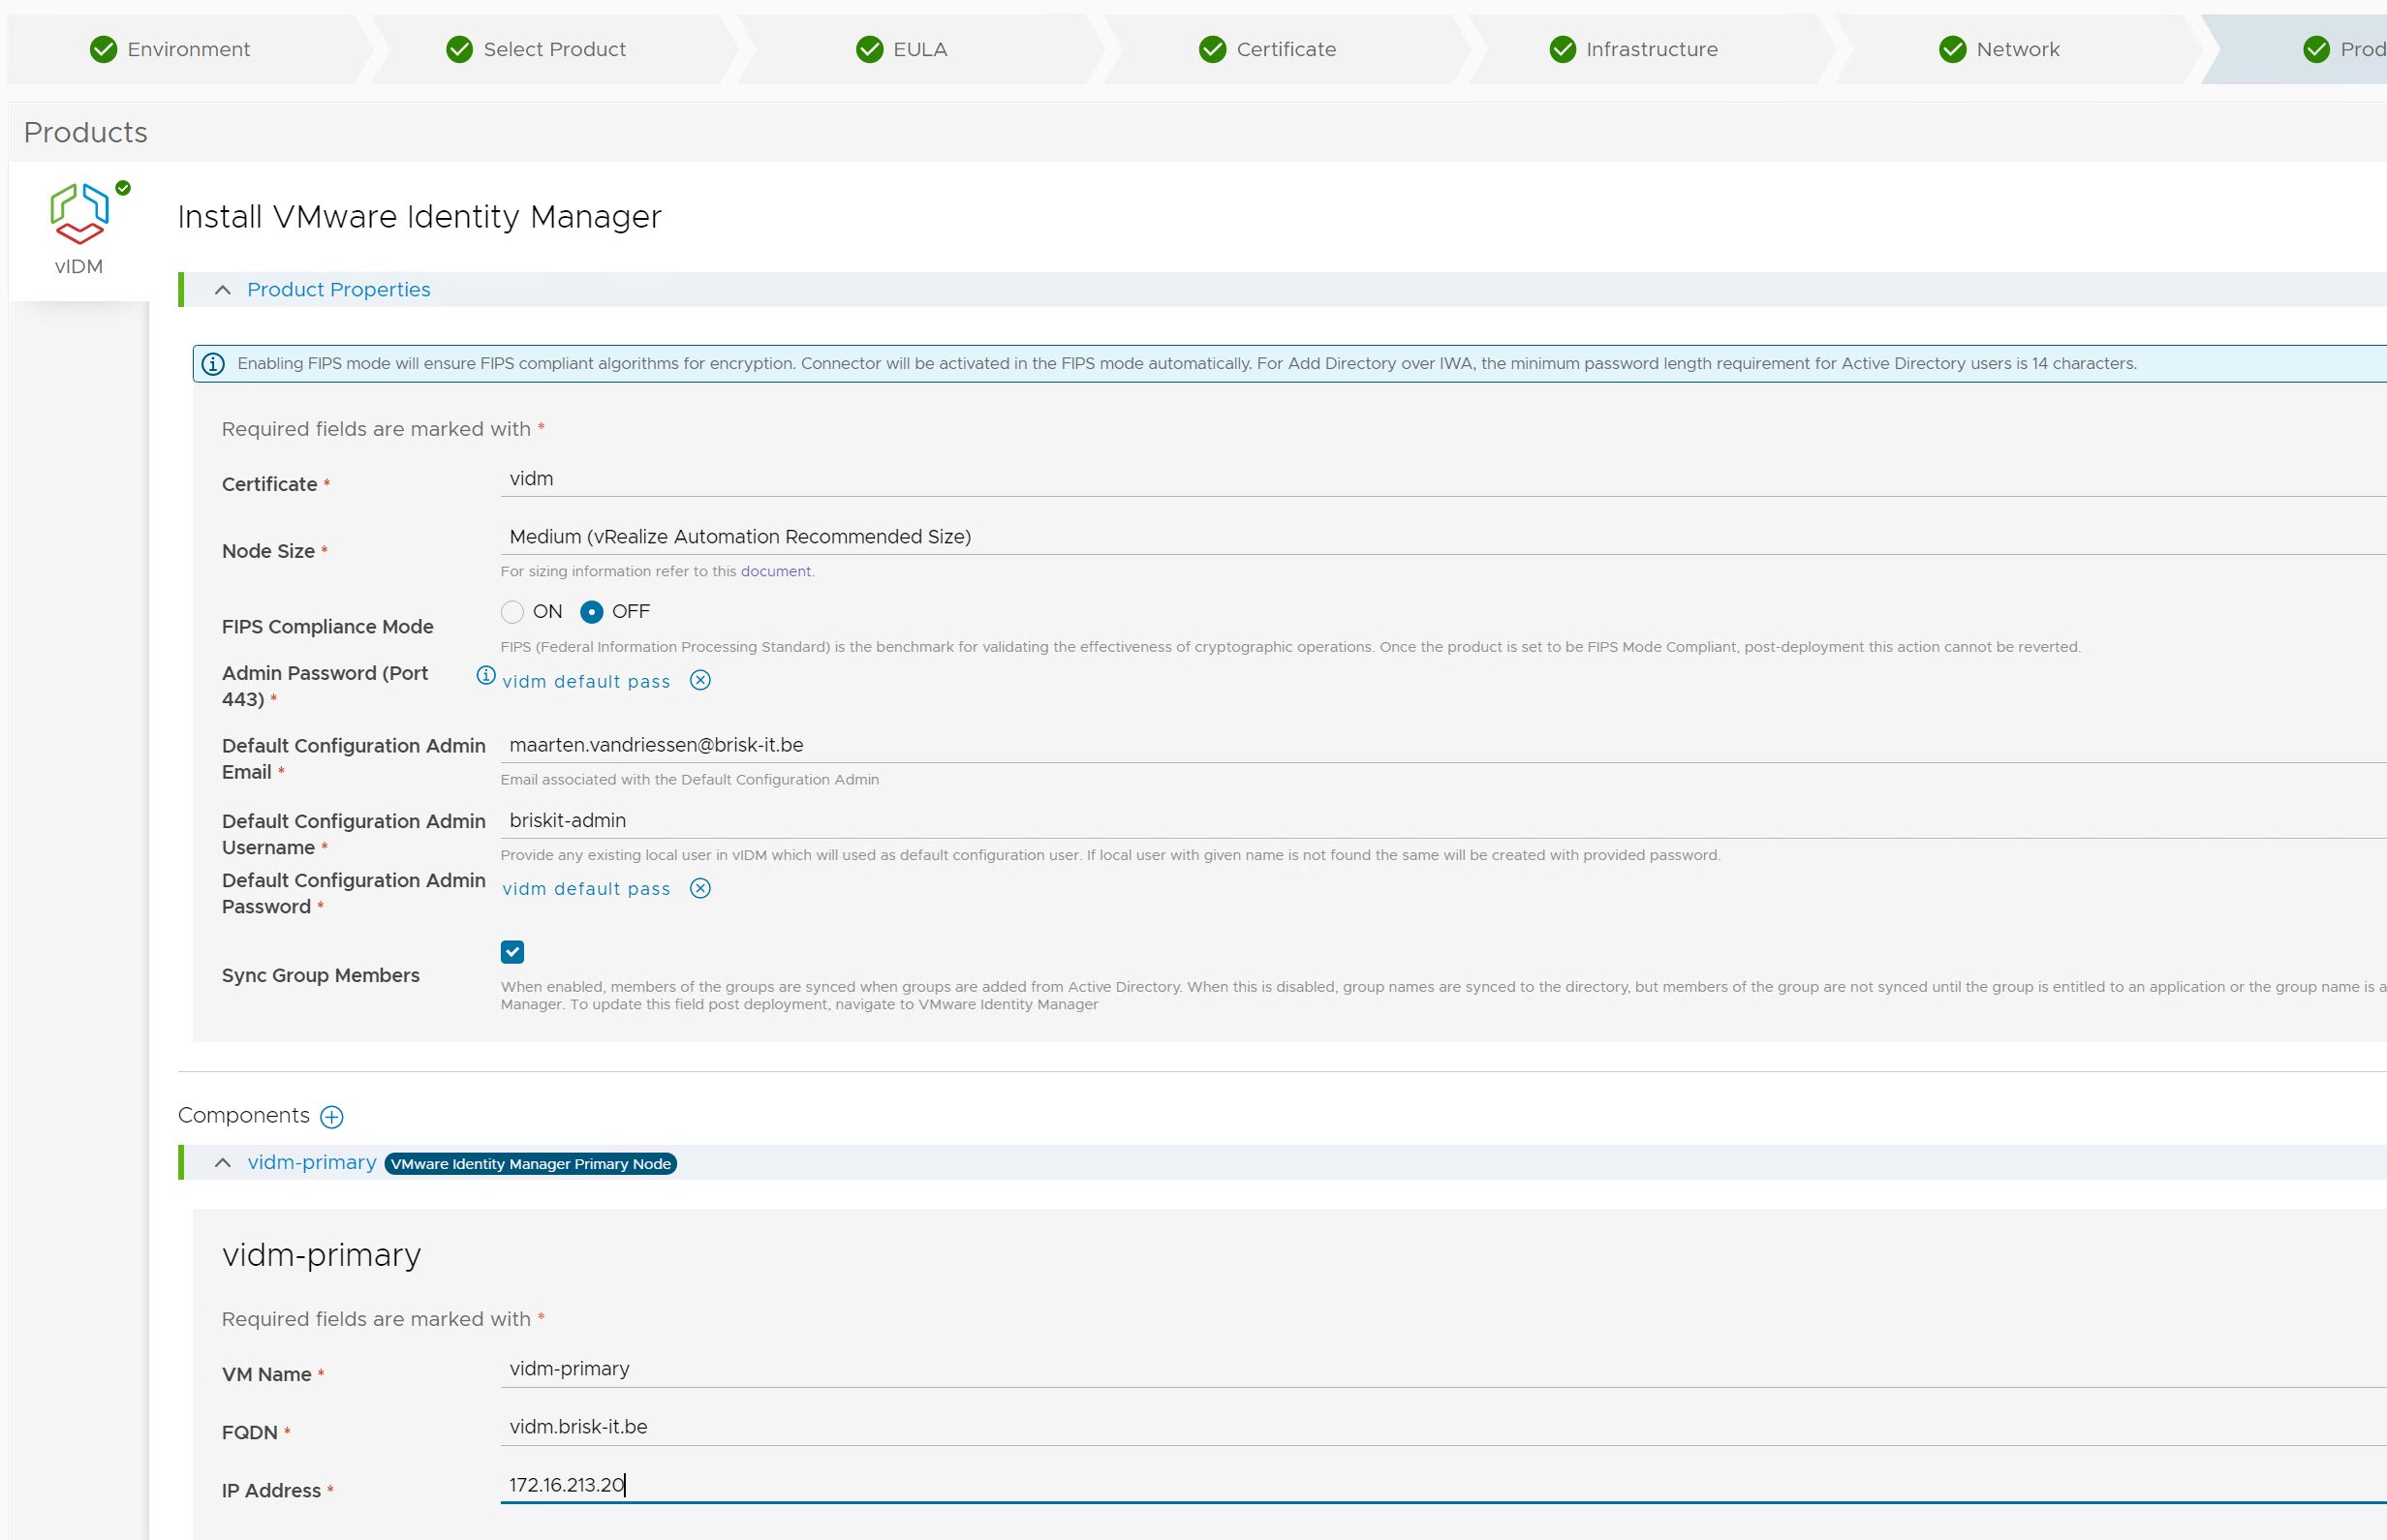 Environment
Select Product
EULA
Certificate
Infrastructure
Network
Products
vIDM
Install VMware Identity Manager
Product Properties
Enabling FIPS mode will ensure FIPS compliant algorithms for encryption. Connector will be activated in the FIPS mode automatically. For Add Directory over IWA, the minimum password length requirement for Active Directory users is 14 characters.
Required fields are marked with *
Certificate *
vidm
Node Size *
Medium (vRealize Automation Recommended Size)
For sizing information refer to this document.
FIPS Compliance Mode
ON OFF
FIPS (Federal Information Processing Standard) is the benchmark for validating the effectiveness of cryptographic operations. Once the product is set to be FIPS Mode Compliant, post-deployment this action cannot be reverted.
Admin Password (Port
443) *
vidm default pass
Default Configuration Admin
Email *
maarten.vandriessen@brisk-it.be
Email associated with the Default Configuration Admin
Default Configuration Admin
Username *
briskit-admin
Provide any existing local user in vIDM which will used as default configuration user. If local user with given name is not found the same will be created with provided password.
Default Configuration Admin
Password *
vidm default pass
Sync Group Members
When enabled, members of the groups are synced when groups are added from Active Directory. When this is disabled, group names are synced to the directory, but members of the group are not synced until the group is entitled to an application or the group name is
Manager. To update this field post deployment, navigate to VMware Identity Manager
Components
vidm-primary VMware Identity Manager Primary Node
vidm-primary
Required fields are marked with *
VM Name *
vidm-primary
FQDN *
vidm.brisk-it.be
IP Address *
172.16.213.20